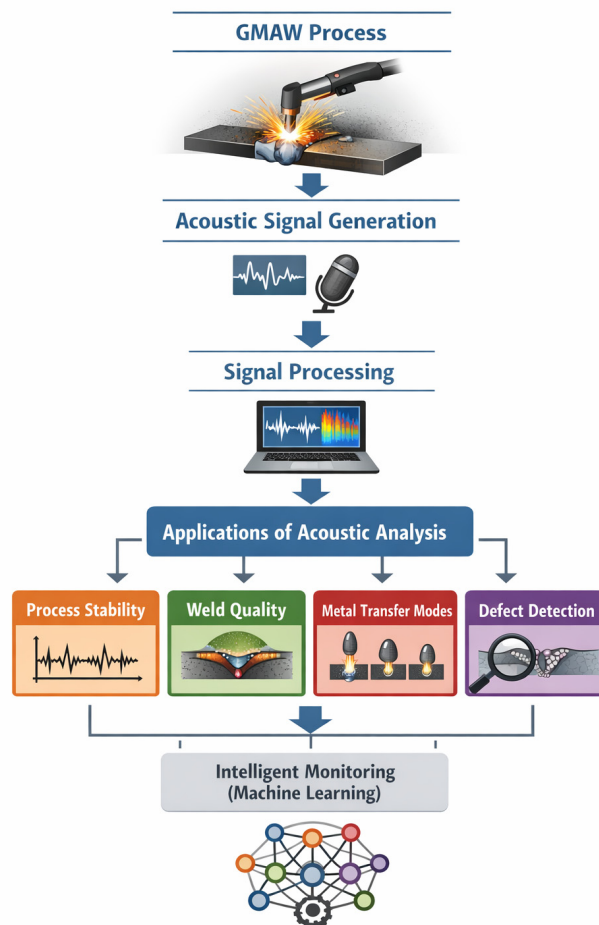 GMAW Process
Acoustic Signal Generation
Signal Processing
Applications of Acoustic Analysis
Process Stability
Weld Quality
Metal Transfer Modes
Defect Detection
Intelligent Monitoring
(Machine Learning)